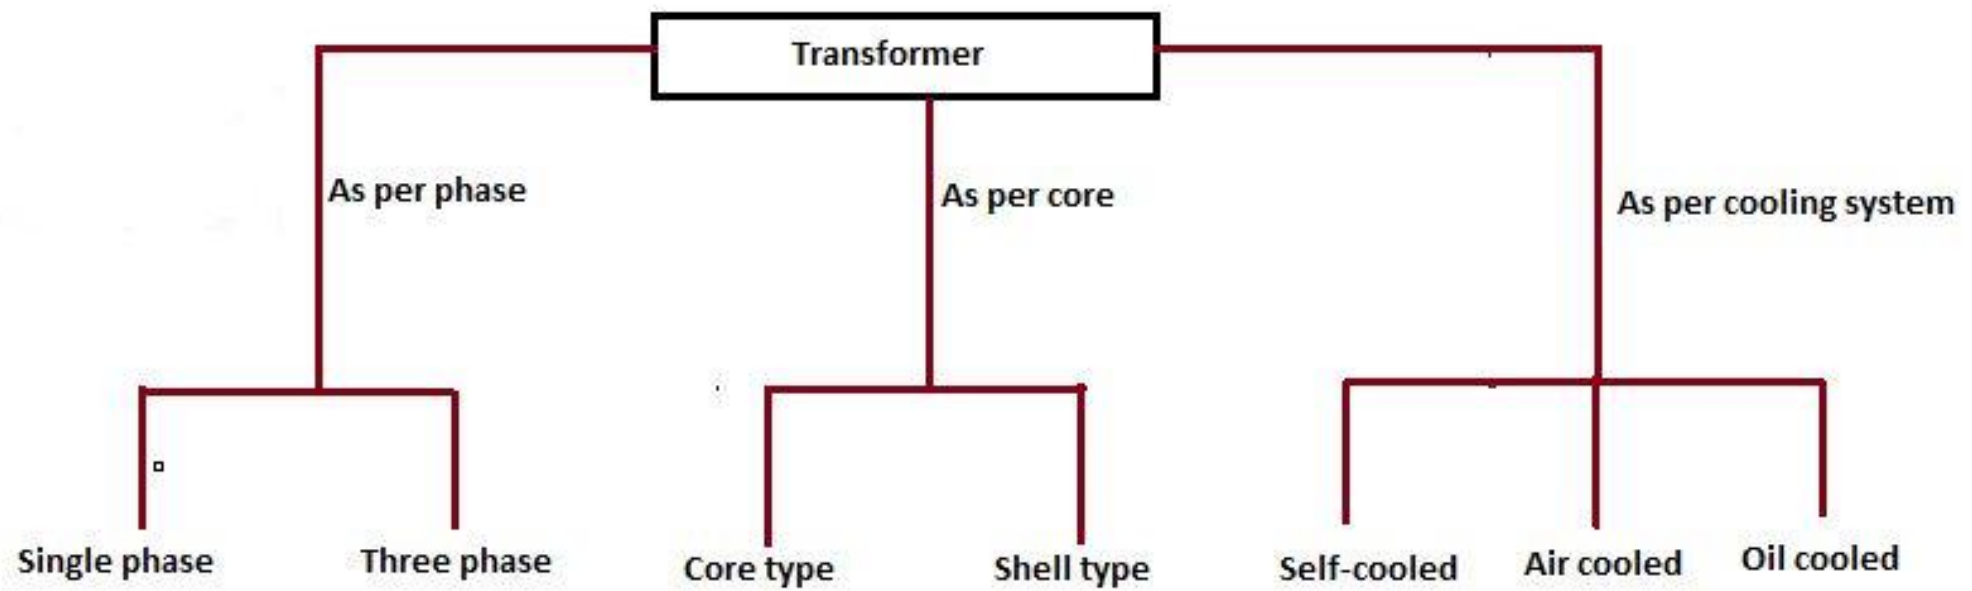 Transformer
As per phase
As per core
As per cooling system
Single phase
Three phase
Core type
Shell type
Self-cooled
Air cooled
Oil cooled